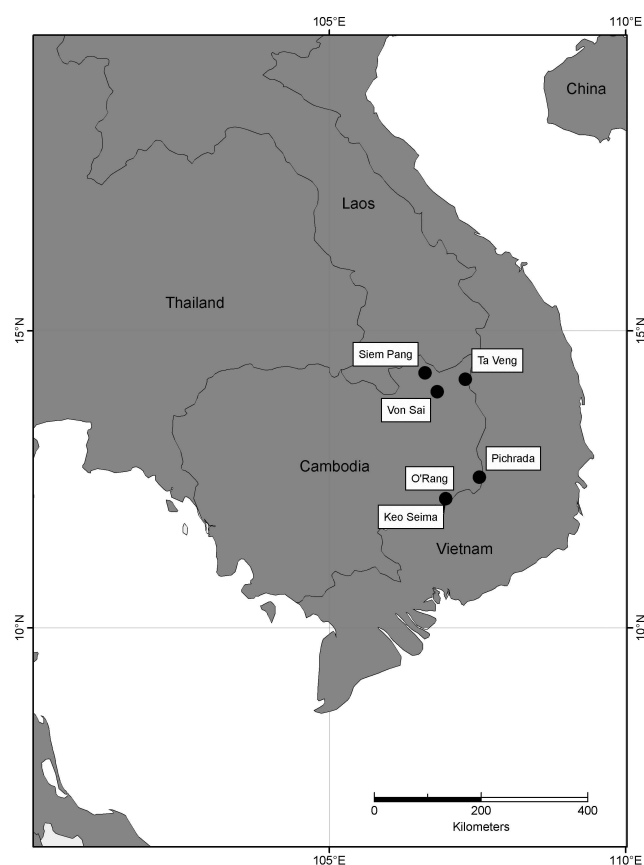 105°E
110°E
China
Laos
Thailand
15°N
15°N
Siem Pang
Ta Veng
Von Sai
Pichrada
Cambodia
O'Rang
Keo Seima
Vietnam
10°N
10°N
0
200
400
Kilometers
105°E
110°E